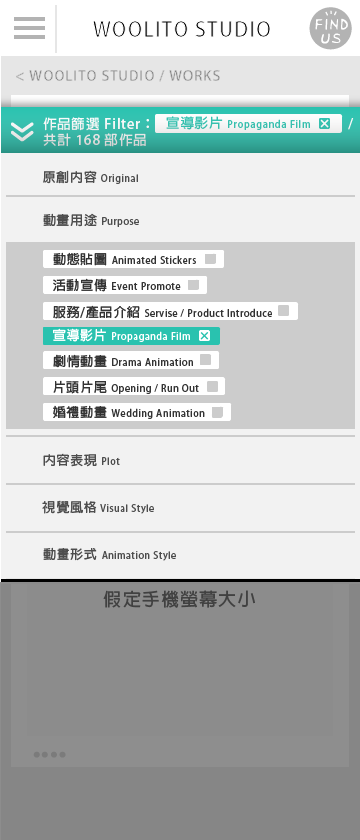 WOOLITO STUDIO
FIND
US
< WOOLITO STUDIO / WORKS
作品篩選 Filter： 宣導影片 Propaganda Film /
共計 168 部作品
原創內容 Original
動畫用途 Purpose
動態貼圖 Animated Stickers
活動宣傳 Event Promote
服務/產品介紹 Servise / Product Introduce
宣導影片 Propaganda Film
劇情動畫 Drama Animation
片頭片尾 Opening / Run Out
婚禮動畫 Wedding Animation
內容表現 Plot
視覺風格 Visual Style
動畫形式 Animation Style
假定手機螢幕大小